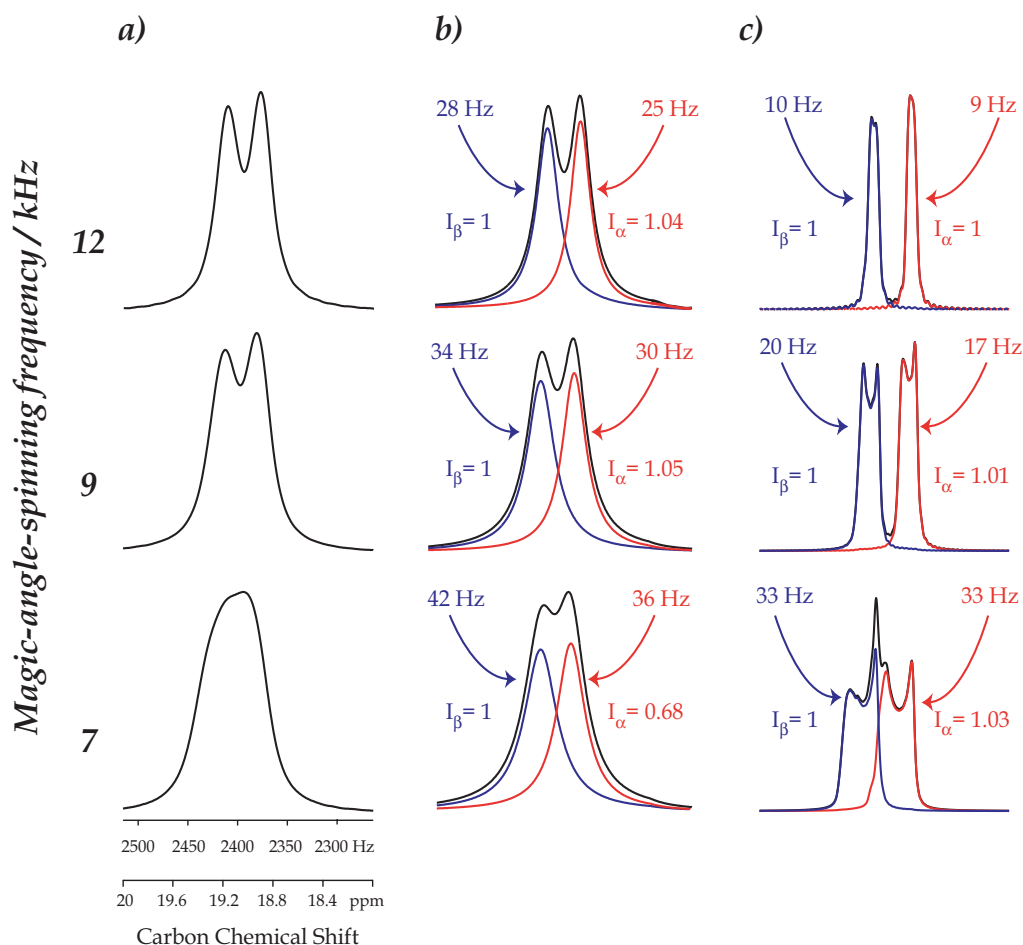 a)
b)
c)
Magic-angle-spinning frequency / kHz
12
28 Hz
25 Hz
Iβ= 1
Iα= 1.04
10 Hz
9 Hz
Iβ= 1
Iα= 1
9
34 Hz
30 Hz
Iβ= 1
Iα= 1.05
20 Hz
17 Hz
Iβ= 1
Iα= 1.01
7
42 Hz
36 Hz
Iβ= 1
Iα= 0.68
33 Hz
33 Hz
Iβ= 1
Iα= 1.03
2500 2450 2400 2350 2300 Hz
20 19.6 19.2 18.8 18.4 ppm
Carbon Chemical Shift